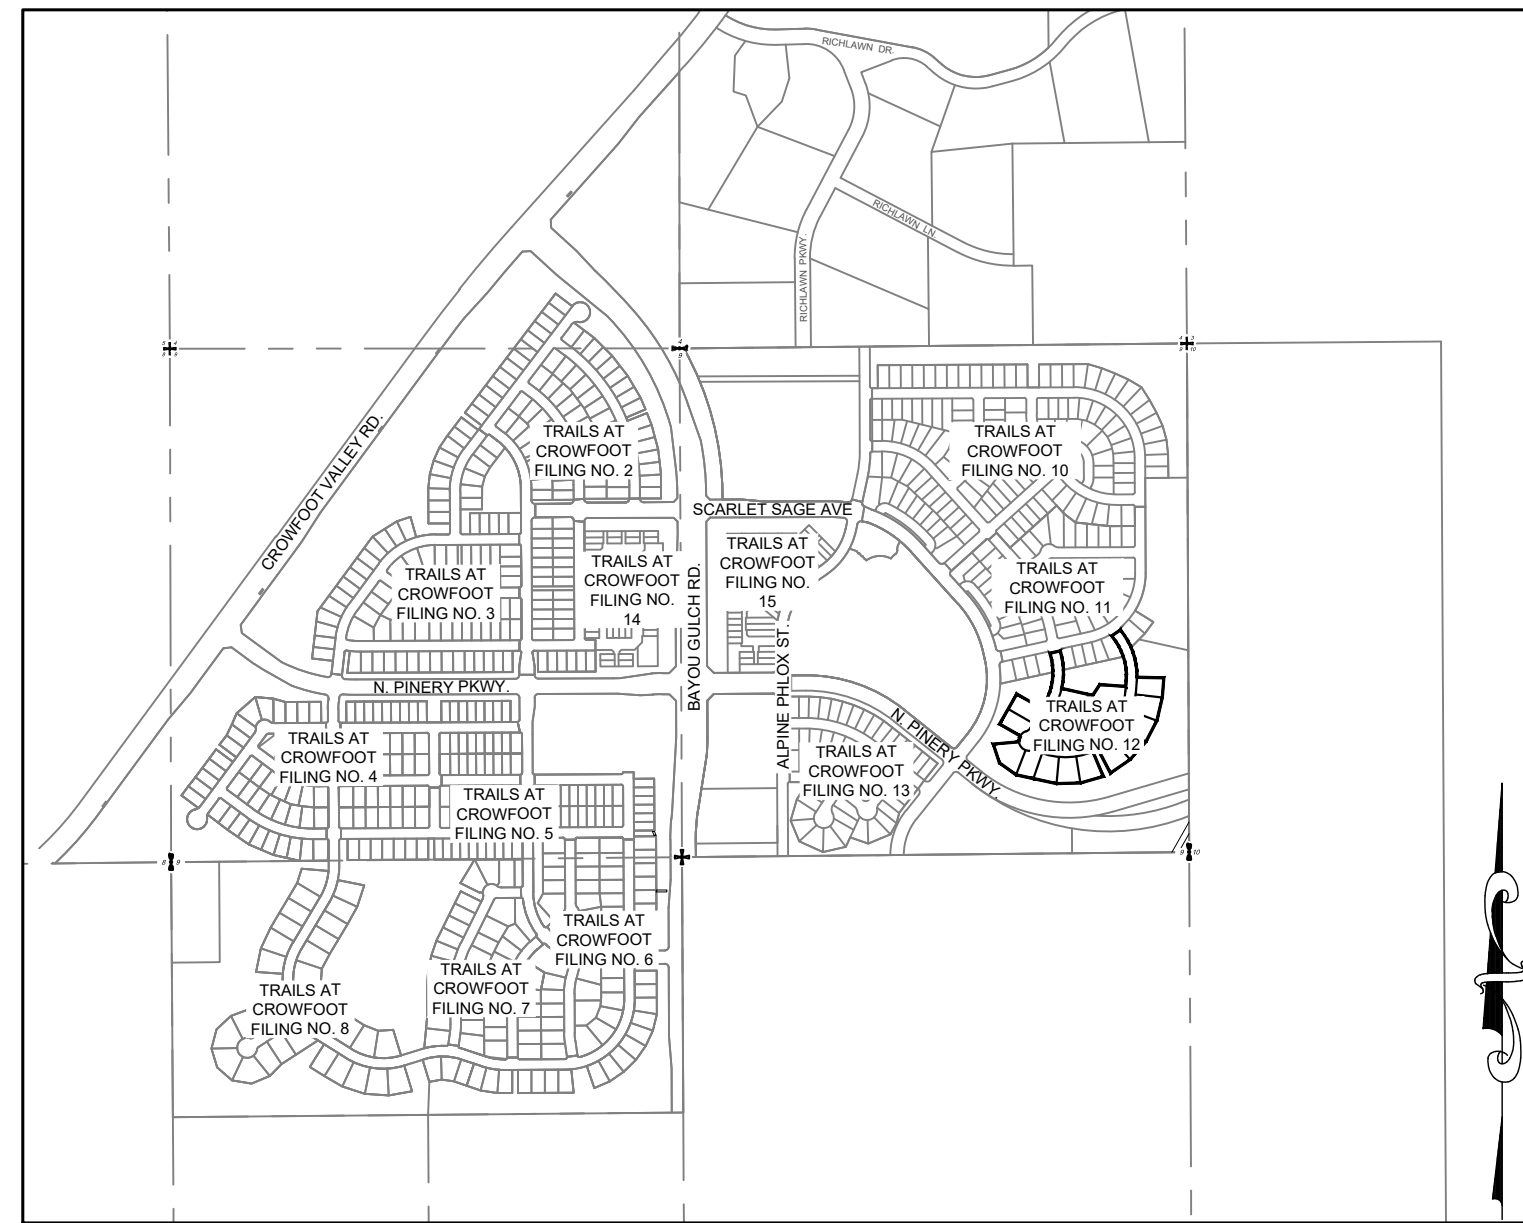 RICHLAWN DR.
RICHLAWN LN.
RICHLAWN PKWY.
CROWFOOT VALLEY RD.
TRAILS AT
CROWFOOT
FILING NO. 2
TRAILS AT
CROWFOOT
FILING NO. 10
SCARLET SAGE AVE
TRAILS AT
CROWFOOT
FILING NO. 3
TRAILS AT
CROWFOOT
FILING NO.
14
BAYOU GULCH RD.
TRAILS AT
CROWFOOT
FILING NO.
15
ALPINE PHLOX ST.
TRAILS AT
CROWFOOT
FILING NO. 11
N. PINERY PKWY.
N. PINERY PKWY.
TRAILS AT
CROWFOOT
FILING NO. 12
TRAILS AT
CROWFOOT
FILING NO. 4
TRAILS AT
CROWFOOT
FILING NO. 13
TRAILS AT
CROWFOOT
FILING NO. 5
TRAILS AT
CROWFOOT
FILING NO. 6
TRAILS AT
CROWFOOT
FILING NO. 7
TRAILS AT
CROWFOOT
FILING NO. 8